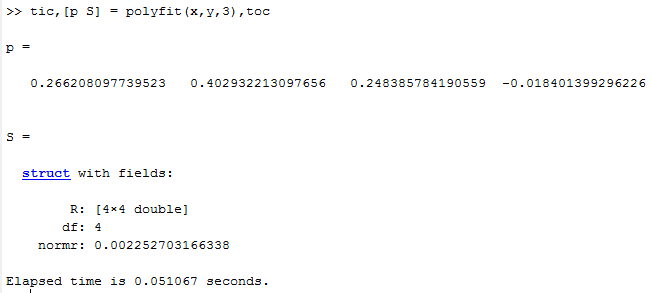 >> tic,[p S] = polyfit(x,y,3),toc
p =
0.266208097739523 0.402932213097656 0.248385784190559 -0.018401399296226
S =
struct with fields:
R: [4×4 double]
df: 4
normr: 0.002252703166338
Elapsed time is 0.051067 seconds.